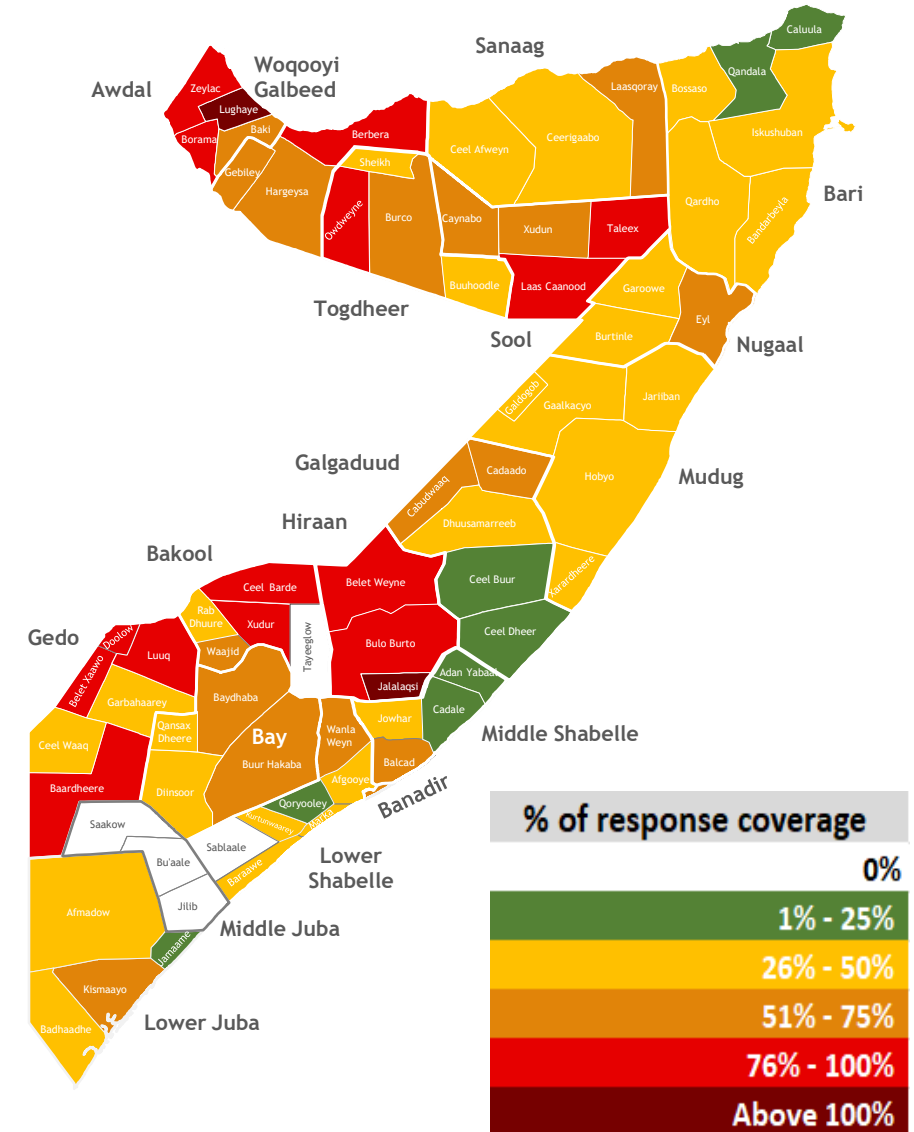 Sanaag
Caluula
Qandala
Bossaso
Laasqoray
Woqooyi
Galbeed
Awdal
Zeylac
Lughaye
Baki
Borama
Berbera
Sheikh
Gebiley
Hargeysa
Ceel Afweyn
Ceerigaabo
Iskushuban
Bari
Qardho
Bandarbeyla
Owdweyne
Burco
Caynabo
Xudun
Taleex
Buuhoodle
Laas Caanood
Garoowe
Eyl
Togdheer
Sool
Burtinle
Nugaal
Galdogob
Gaalkacyo
Jariiban
Galgaduud
Cadaado
Cabudwaaq
Hobyo
Mudug
Hiraan
Dhuusamarreeb
Xarardheere
Bakool
Ceel Barde
Belet Weyne
Ceel Buur
Rab
Dhuure
Xudur
Tayeeglow
Ceel Dheer
Gedo
Doolow
Luuq
Waajid
Bulo Burto
Belet Xaawo
Adan Yabaal
Jalalaqsi
Garbahaarey
Baydhaba
Cadale
Jowhar
Qansax
Dheere
Bay
Wanla
Weyn
Middle Shabelle
Ceel Waaq
Buur Hakaba
Balcad
Afgooye
Banadir
Baardheere
Diinsoor
Qoryooley
Kurtunwaarey
Marka
Saakow
Sablaale
Lower
Shabelle
Bu'aale
Baraawe
Jilib
Afmadow
Middle Juba
Jamaame
Kismaayo
Badhaadhe
Lower Juba
% of response coverage
0%
1% - 25%
26% - 50%
51% - 75%
76% - 100%
Above 100%